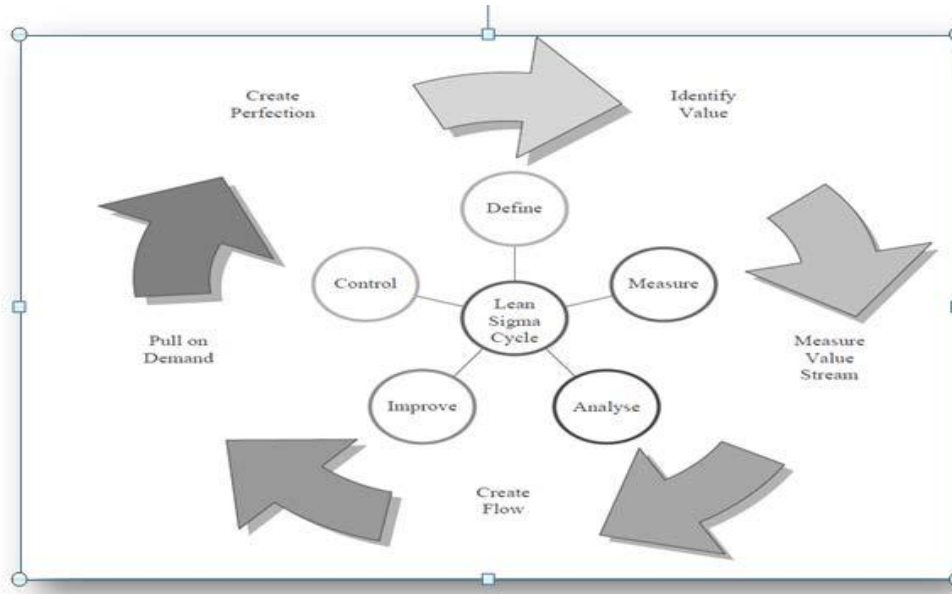 Create
Perfection
Identify
Value
Define
Control
Measure
Lean
Sigma
Cycle
Pull on
Demand
Measure
Value
Stream
Improve
Analyse
Create
Flow